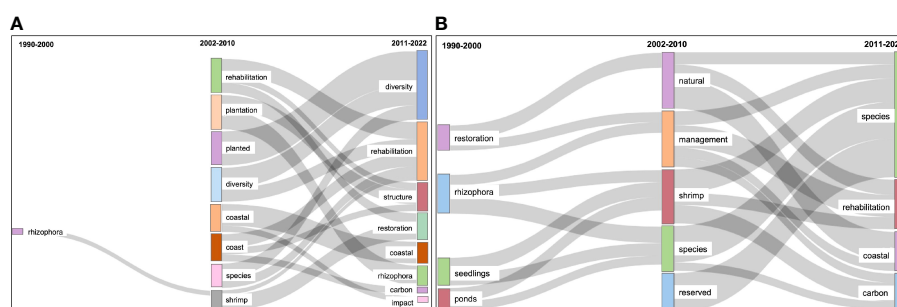 A
1990-2000
2002-2010
2011-2022
rehabilitation
plantation
planted
diversity
coastal
coast
species
shrimp
rhizophora
diversity
rehabilitation
structure
restoration
coastal
rhizophora
carbon
impact
B
1990-2000
2002-2010
2011-202
restoration
rhizophora
seedlings
ponds
natural
management
shrimp
species
reserved
species
rehabilitation
coastal
carbon